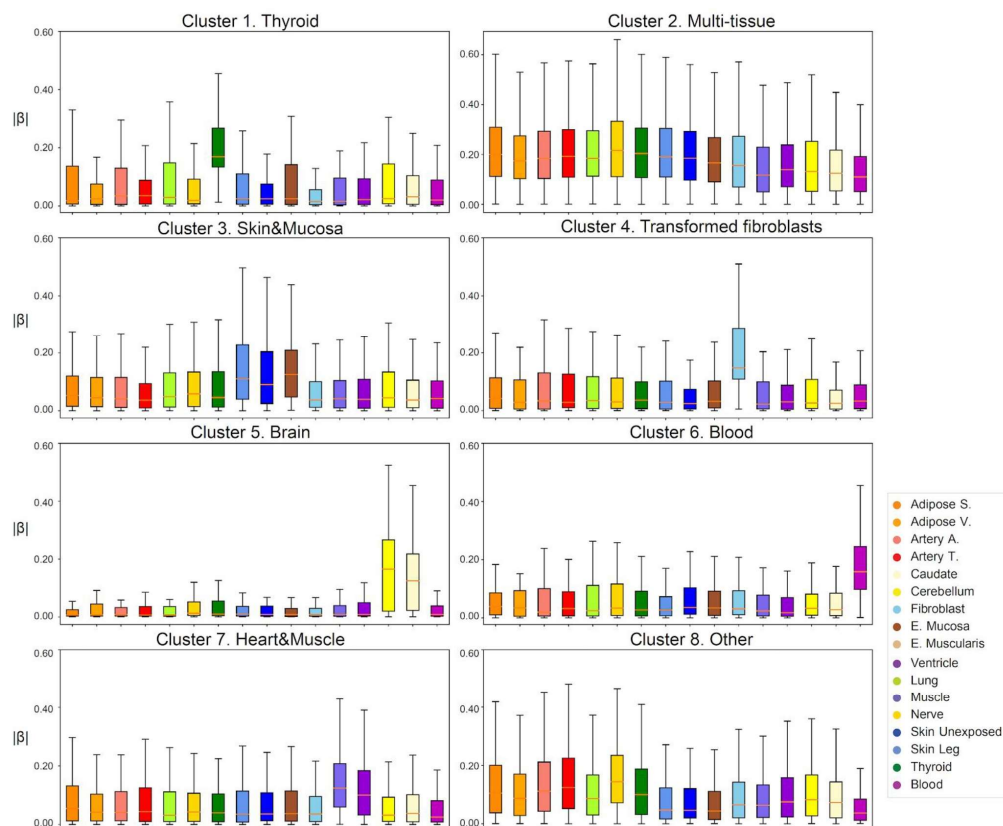 Cluster 1. Thyroid
0.60
|β|
0.40
0.20
0.00
Cluster 2. Multi-tissue
0.60
0.40
0.20
0.00
Cluster 3. Skin&Mucosa
0.60
|β|
0.40
0.20
0.00
Cluster 4. Transformed fibroblasts
0.60
0.40
0.20
0.00
Cluster 5. Brain
0.60
|β|
0.40
0.20
0.00
Cluster 6. Blood
0.60
0.40
0.20
0.00
Cluster 7. Heart&Muscle
0.60
|β|
0.40
0.20
0.00
Cluster 8. Other
0.60
0.40
0.20
0.00
Adipose S.
Adipose V.
Artery A.
Artery T.
Caudate
Cerebellum
Fibroblast
E. Mucosa
E. Muscularis
Ventricle
Lung
Muscle
Nerve
Skin Unexposed
Skin Leg
Thyroid
Blood